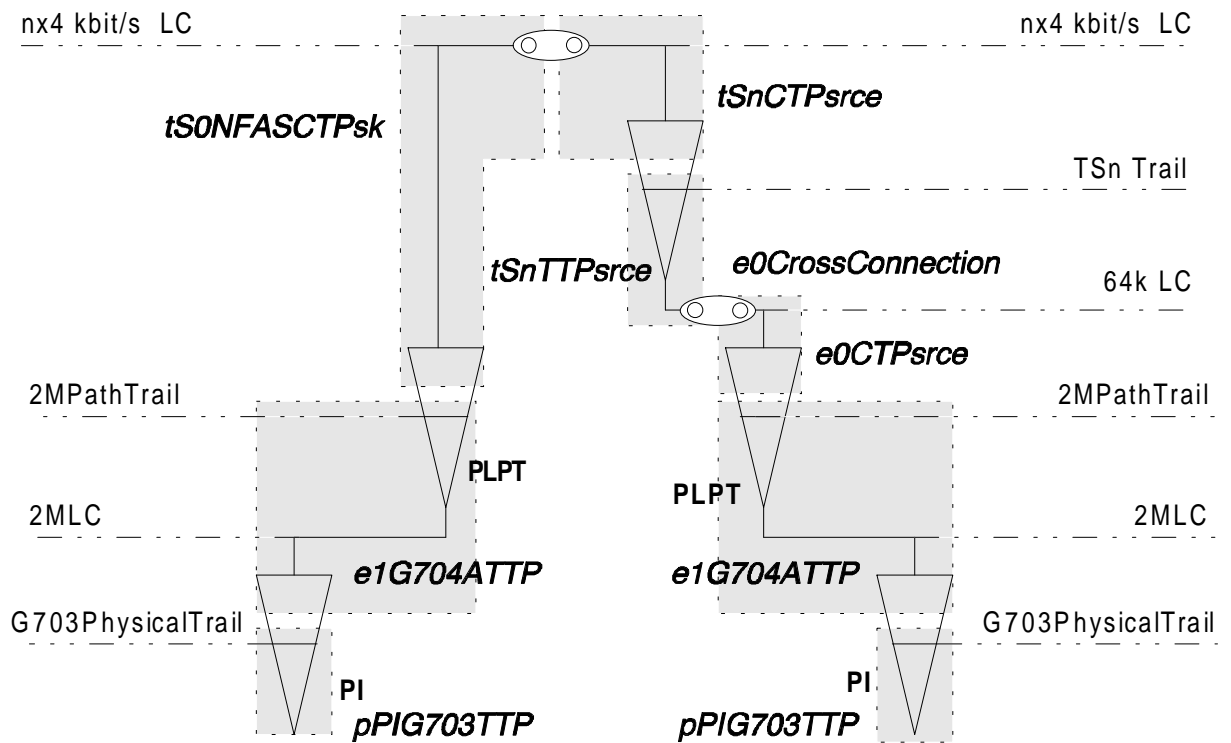 nx4 kbit/s LC
nx4 kbit/s LC
tSnCTPsrce
tS0NFASCTPsk
TSn Trail
tSnTTPsrce
e0CrossConnection
64k LC
e0CTPsrce
2MPathTrail
2MPathTrail
PLPT
PLPT
2MLC
2MLC
e1G704ATTP
e1G704ATTP
G703PhysicalTrail
G703PhysicalTrail
PI
PI
pPIG703TTP
pPIG703TTP